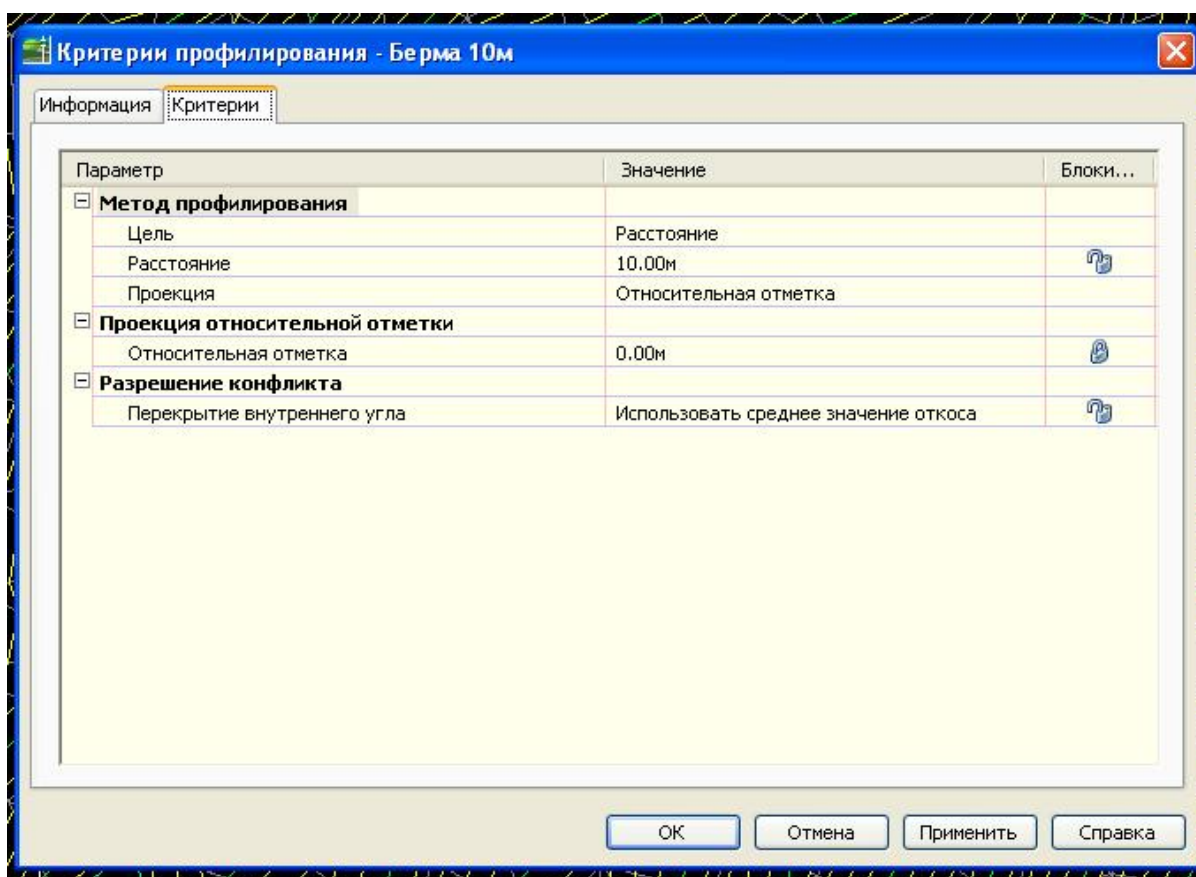 Критерии профилирования - Берма 10м
Информация Критерии
Параметр Значение Блоки...
Метод профилирования
Цель Расстояние
Расстояние 10.00м
Проекция Относительная отметка
Проекция относительной отметки
Относительная отметка 0.00м
Разрешение конфликта
Перекрытие внутреннего угла Использовать среднее значение откоса
ОК Отмена Применить Справка